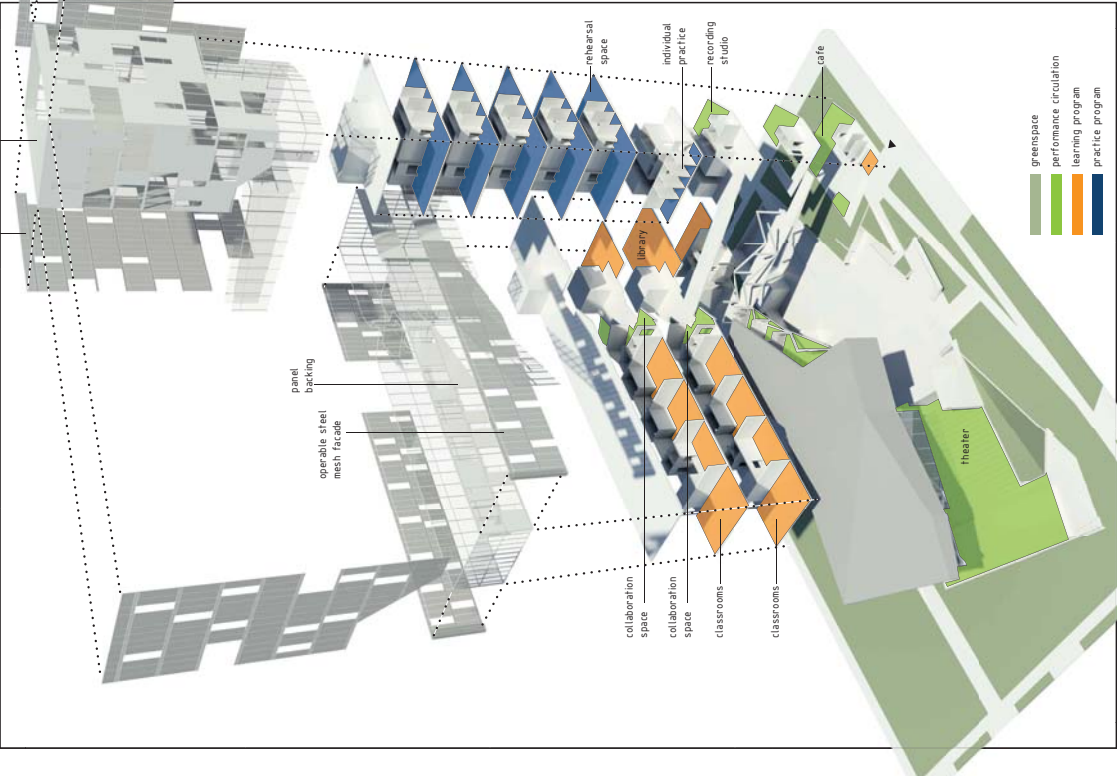 rehearsal
space
individual
practice
recording
studio
cafe
library
panel
backing
operable steel
mesh facade
collaboration
space
collaboration
space
classrooms
classrooms
theater
greenspace
performance circulation
learning program
practice program